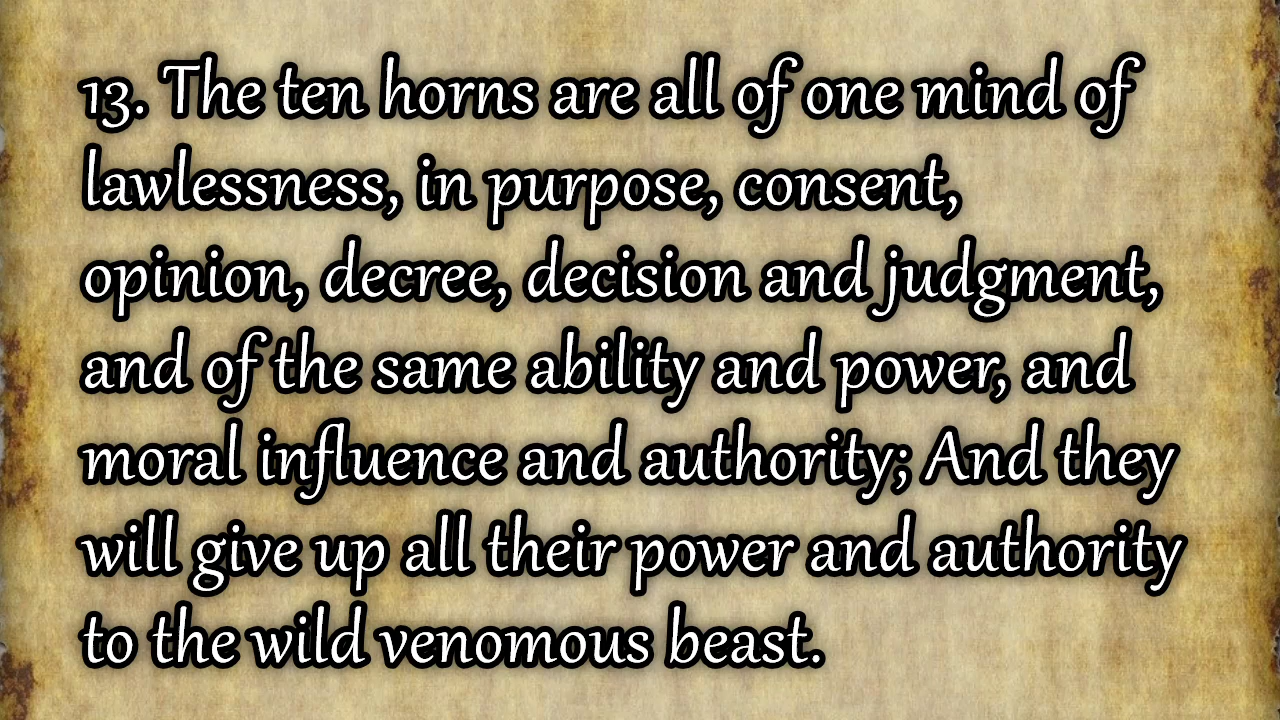 13. The ten horns are all of one mind of
lawlessness, in purpose, consent,
opinion, decree, decision and judgment,
and of the same ability and power, and
moral influence and authority; And they
will give up all their power and authority
to the wild venomous beast.